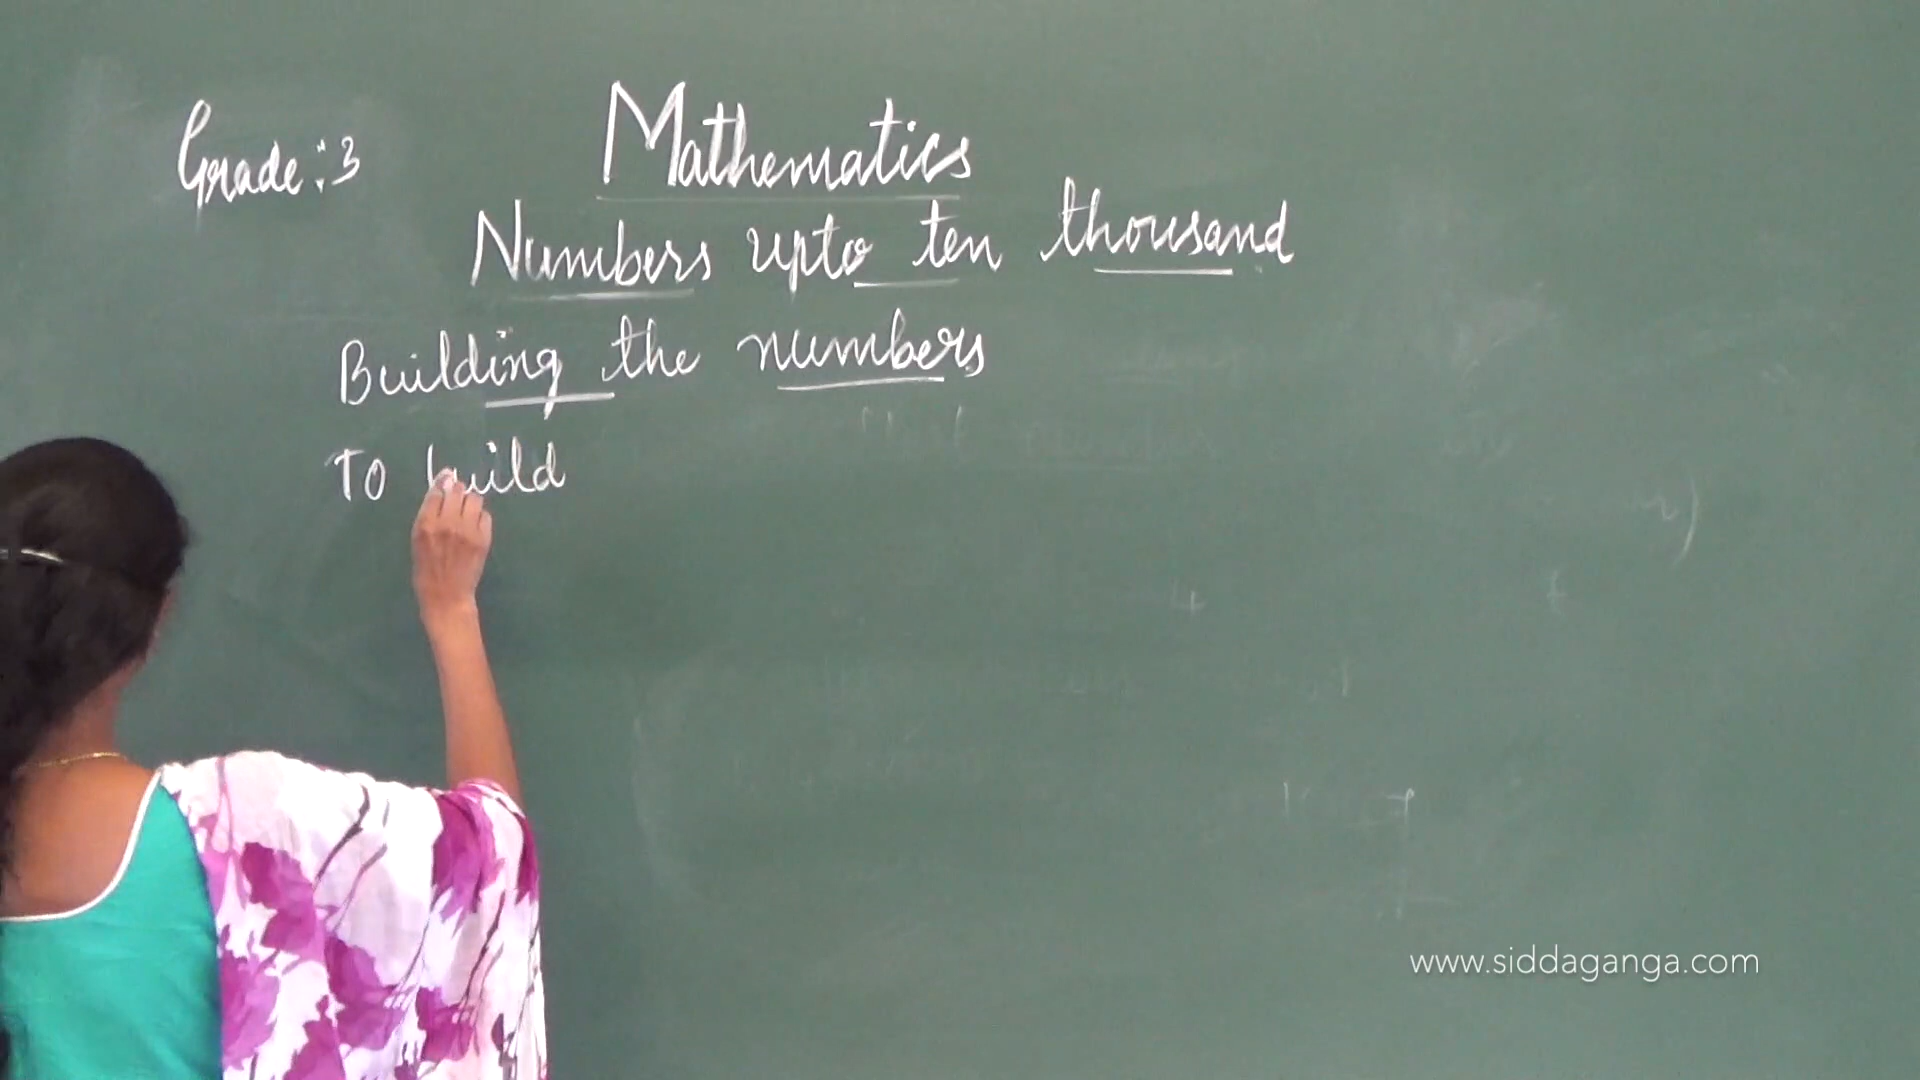 Grade : 3
Mathematics
Numbers upto ten thousand
Building the numbers
To build
www.siddaganga.com